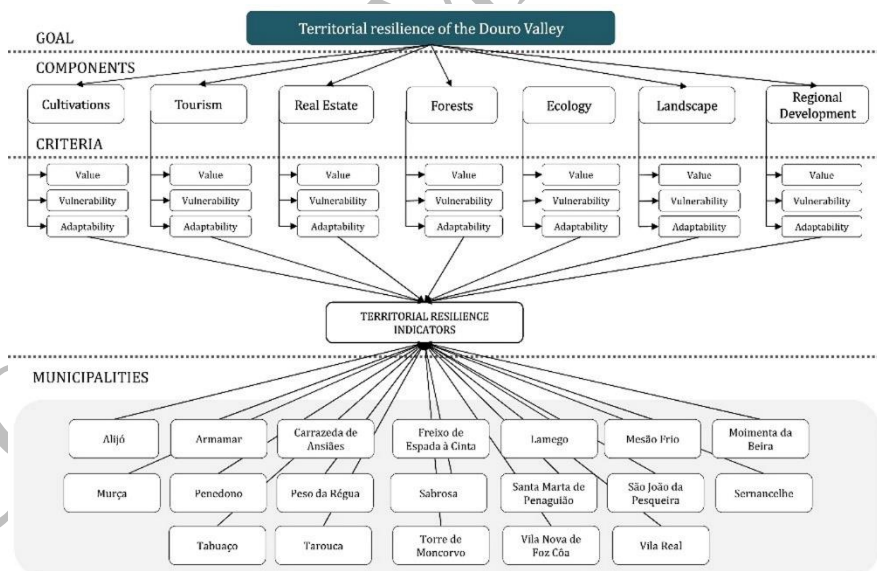 Territorial resilience of the Douro Valley
GOAL
COMPONENTS
Cultivations
Tourism
Real Estate
Forests
Ecology
Landscape
Regional
Development
CRITERIA
Value
Value
Value
Value
Value
Value
Value
Vulnerability
Vulnerability
Vulnerability
Vulnerability
Vulnerability
Vulnerability
Vulnerability
Adaptability
Adaptability
Adaptability
Adaptability
Adaptability
Adaptability
Adaptability
TERRITORIAL RESILIENCE
INDICATORS
MUNICIPALITIES
Alijó
Armamar
Carrazeda de
Ansiães
Freixo de
Espada à Cinta
Lamego
Mesão Frio
Moimenta da
Beira
Murça
Penedono
Peso da Régua
Sabrosa
Santa Marta de
Penaguião
São João da
Pesqueira
Sernancelhe
Tabuaço
Tarouca
Torre de
Moncorvo
Vila Nova de
Foz Côa
Vila Real